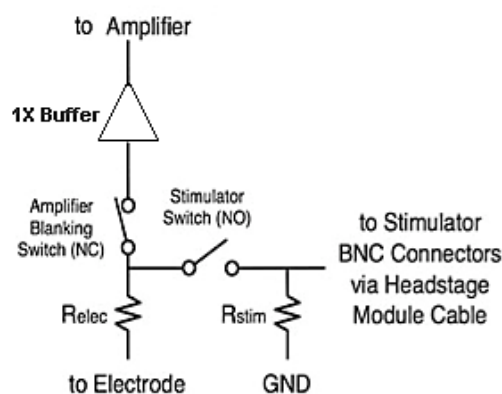 to Amplifier
1X Buffer
Amplifier
Blanking
Switch (NC)
Stimulator
Switch (NO)
to Stimulator
BNC Connectors
via Headstage
Module Cable
Relec
Rstim
to Electrode
GND